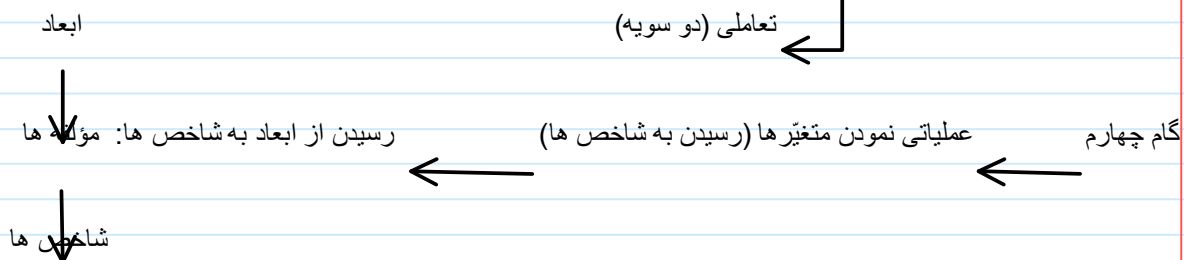 تعاملی (دو سویه) ابعاد
گام چهارم عملیاتی نمودن متغیّرها (رسیدن به شاخص ها) رسیدن از ابعاد به شاخص ها: مؤلفه ها
شاخص ها